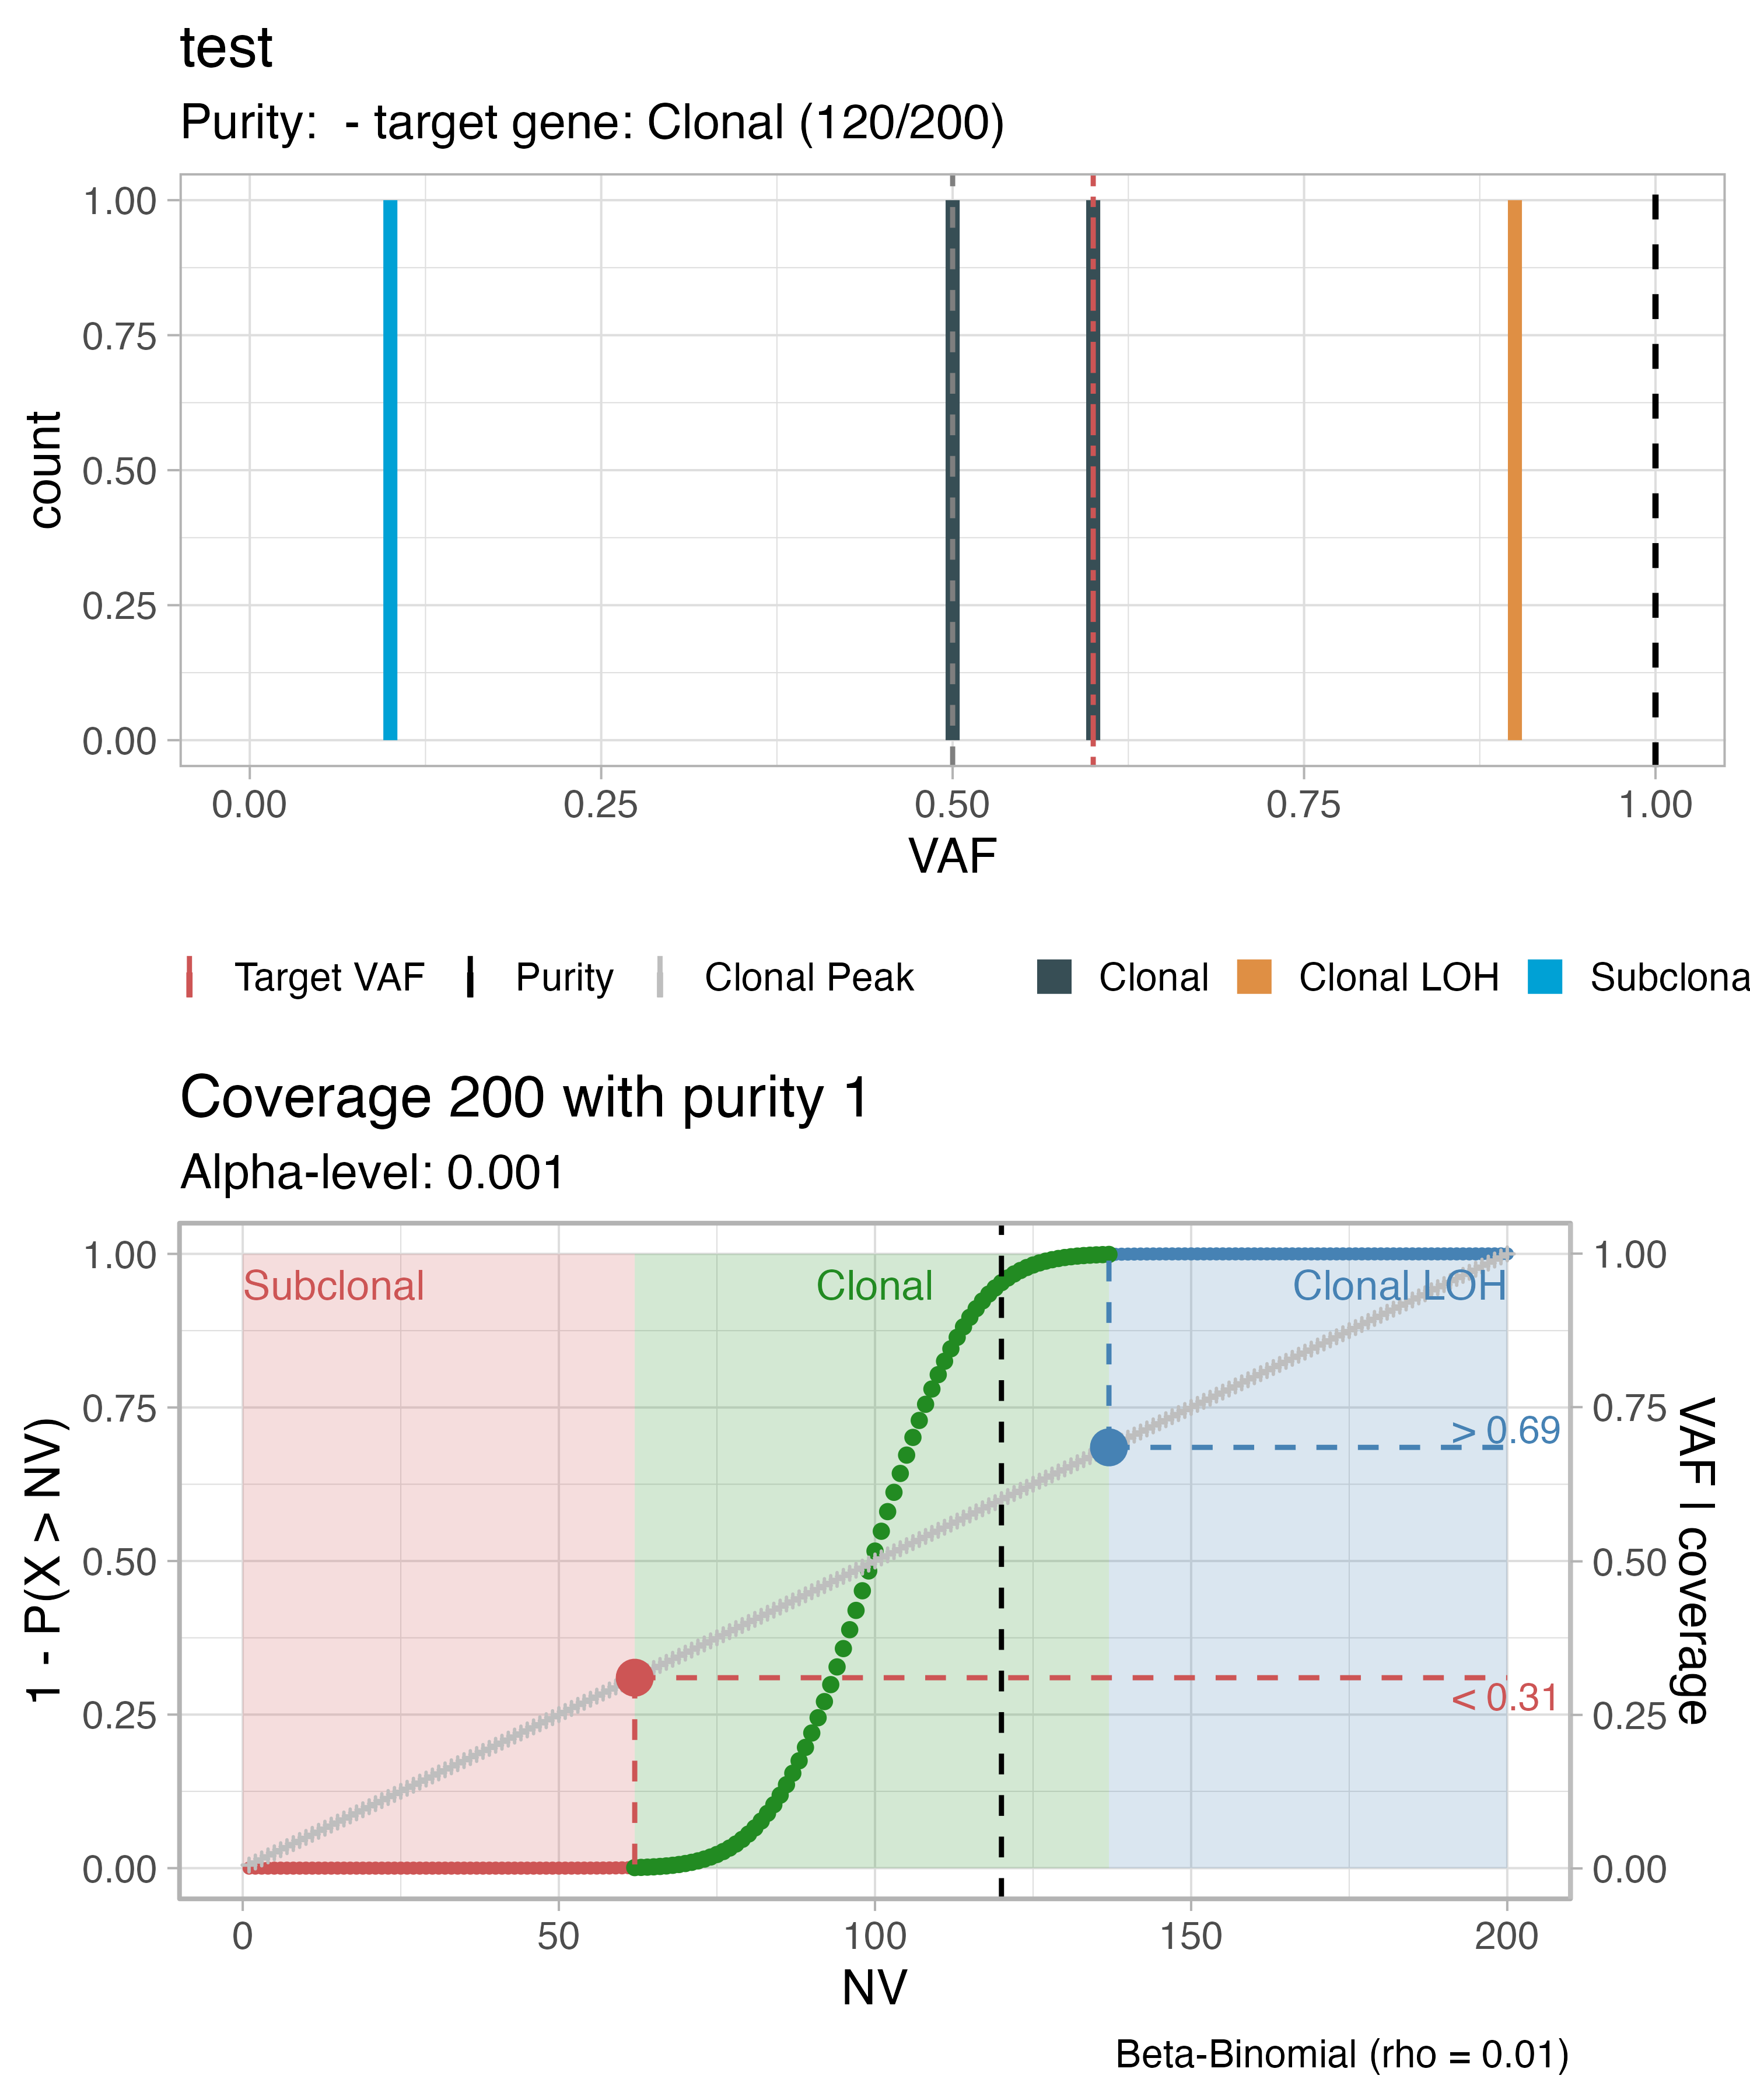 test
Purity:  - target gene: Clonal (120/200)
1.00
0.75
0.50
0.25
0.00
count
0.00 0.25 0.50 0.75 1.00
VAF
Target VAF Purity Clonal Peak Clonal Clonal LOH Subclona
Coverage 200 with purity 1
Alpha-level: 0.001
1.00 1.00
Subclonal Clonal Clonal LOH
0.75 0.75
> 0.69
0.50 0.50
< 0.31
0.25 0.25
0.00 0.00
1 - P(X > NV)
VAF | coverage
0 50 100 150 200
NV
Beta-Binomial (rho = 0.01)